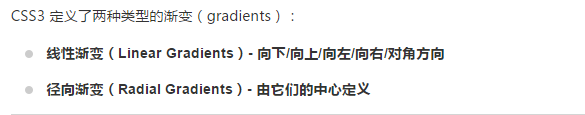 CSS3 定义了两种类型的渐变（gradients）：
线性渐变（Linear Gradients）- 向下/向上/向左/向右/对角方向
径向渐变（Radial Gradients）- 由它们的中心定义